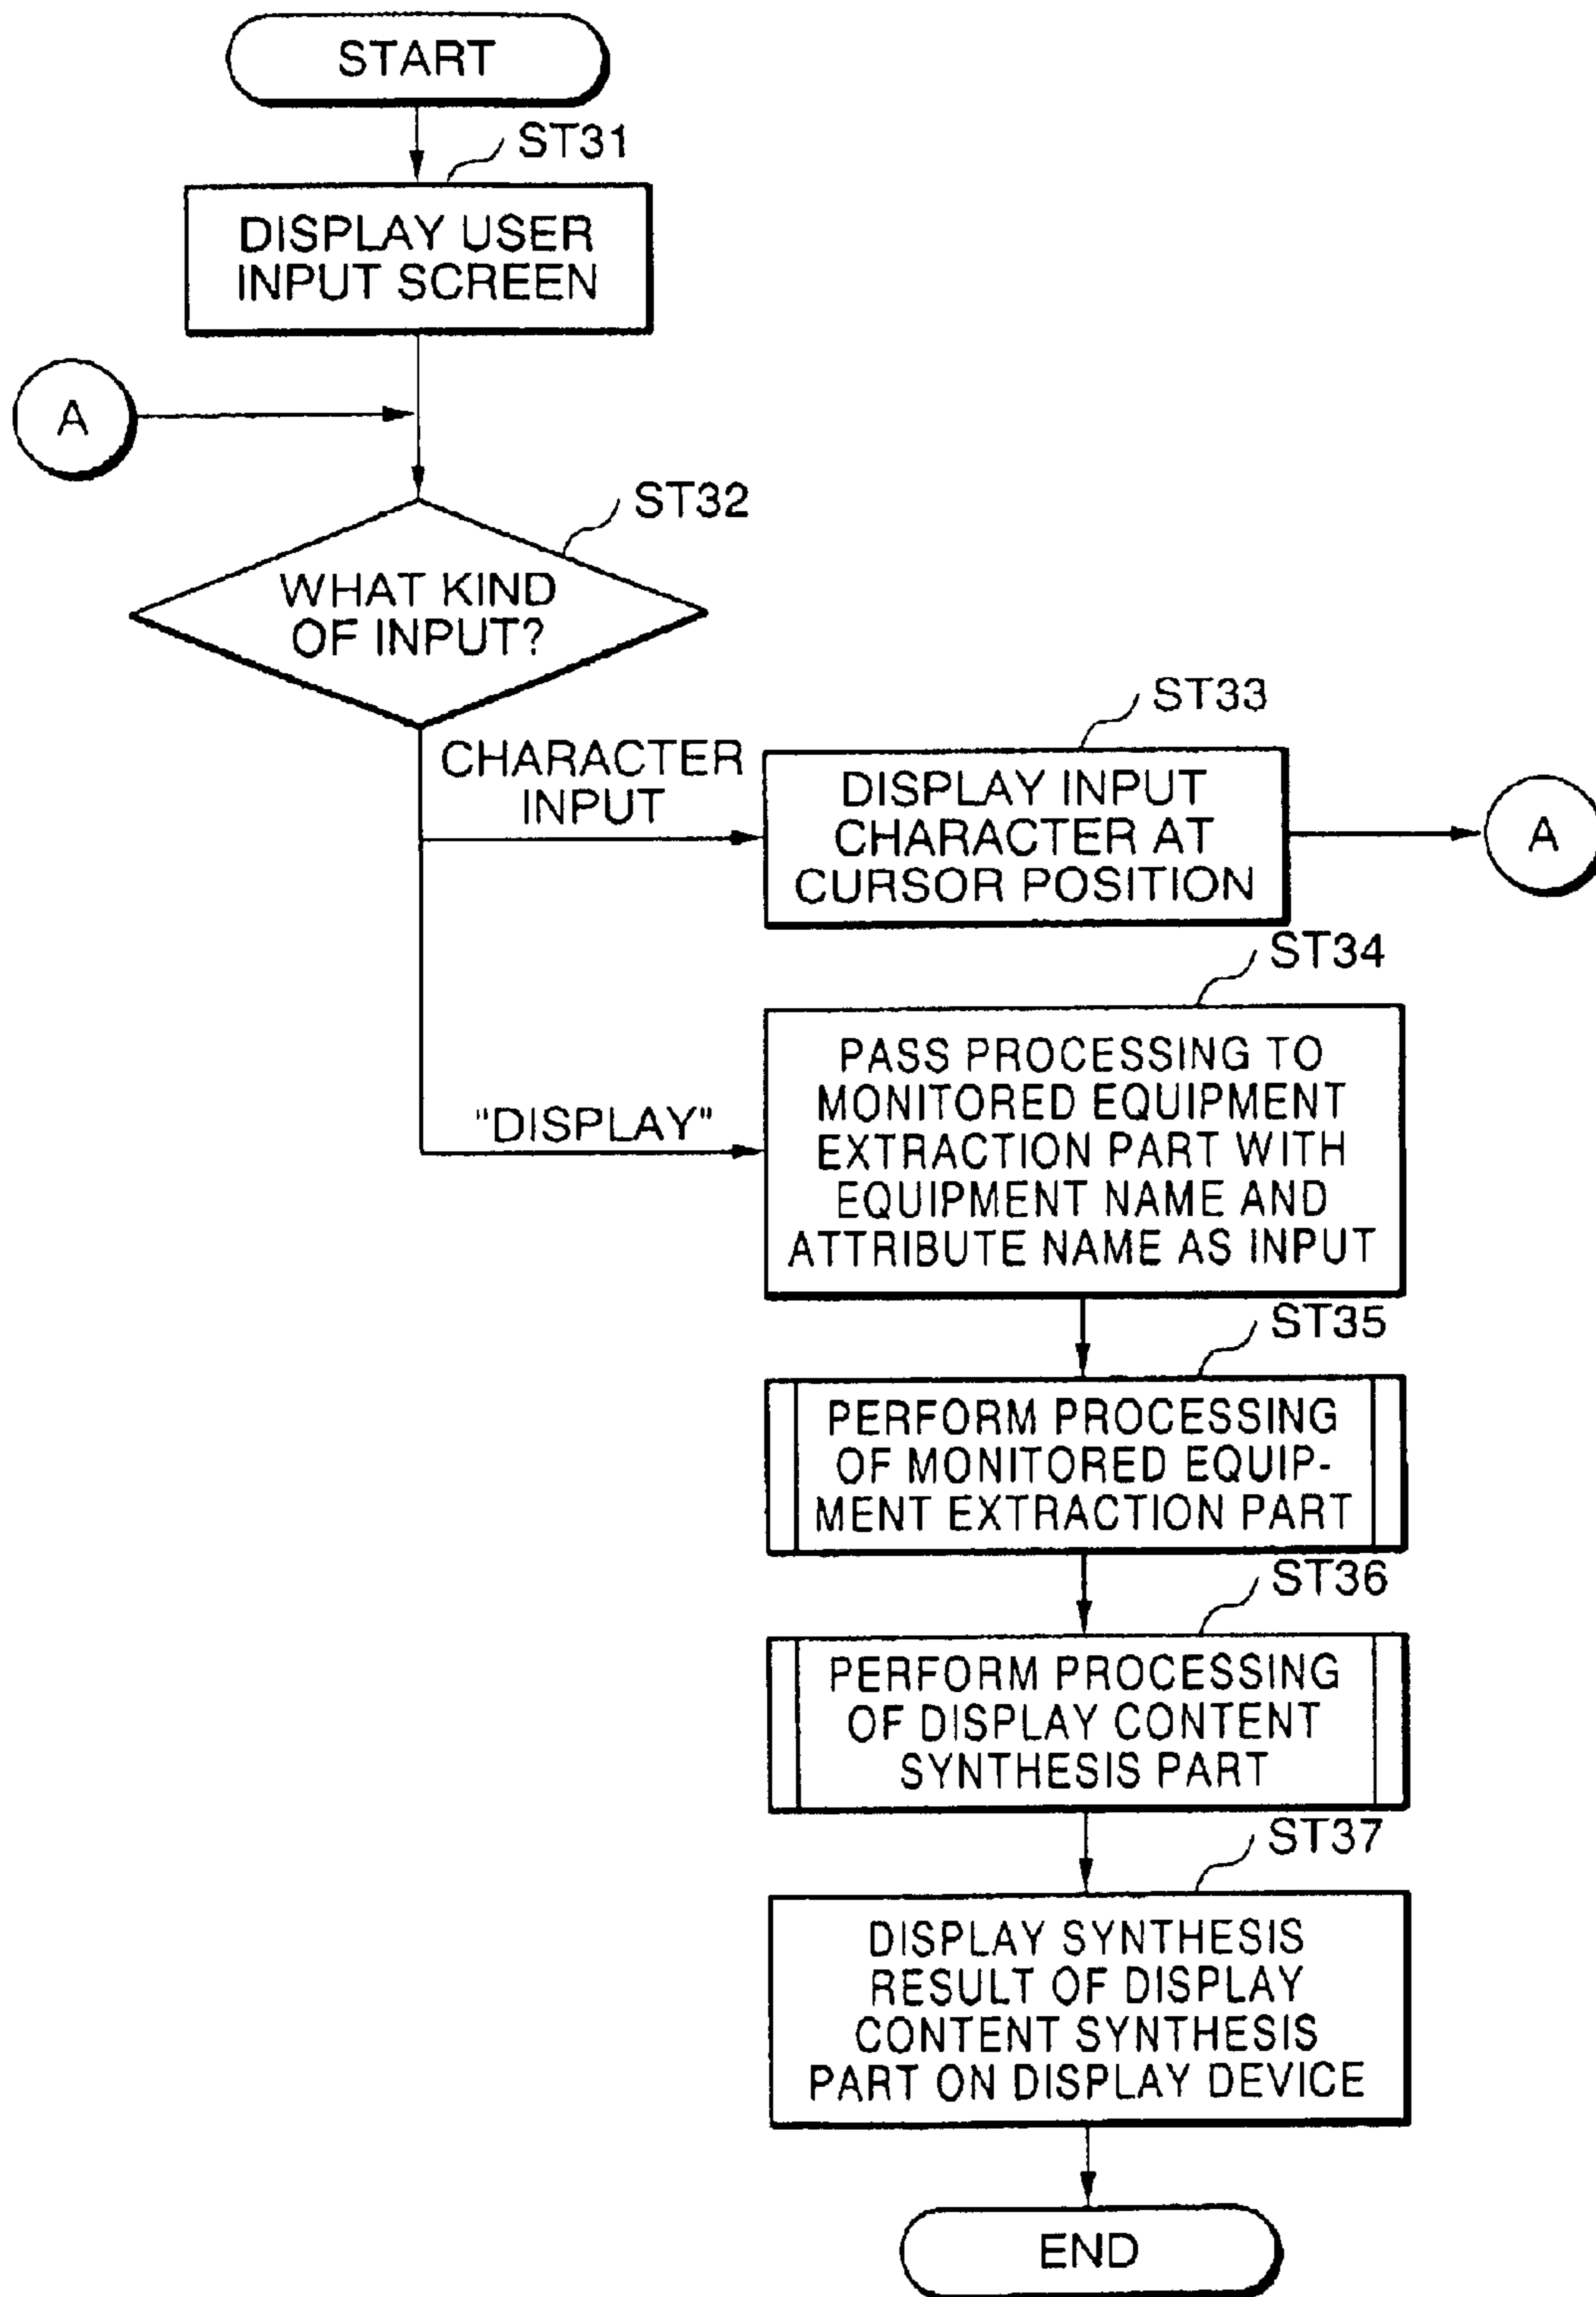 START
ST31
DISPLAY USER
INPUT SCREEN
A
ST32
WHAT KIND
OF INPUT?
CHARACTER
INPUT
ST33
DISPLAY INPUT
CHARACTER AT
CURSOR POSITION
A
ST34
"DISPLAY"
PASS PROCESSING TO
MONITORED EQUIPMENT
EXTRACTION PART WITH
EQUIPMENT NAME AND
ATTRIBUTE NAME AS INPUT
ST35
PERFORM PROCESSING
OF MONITORED EQUIP-
MENT EXTRACTION PART
ST36
PERFORM PROCESSING
OF DISPLAY CONTENT
SYNTHESIS PART
ST37
DISPLAY SYNTHESIS
RESULT OF DISPLAY
CONTENT SYNTHESIS
PART ON DISPLAY DEVICE
END